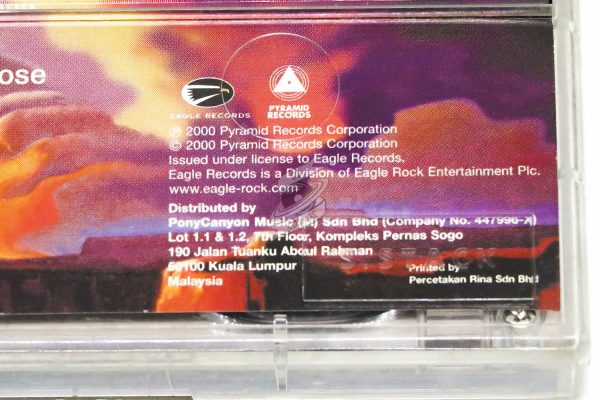 ose
EAGLE RECORDS
PYRAMID
RECORDS
℗ 2000 Pyramid Records Corporation
© 2000 Pyramid Records Corporation
Issued under license to Eagle Records.
Eagle Records is a Division of Eagle Rock Entertainment Plc.
www.eagle-rock.com
Distributed by
PonyCanyon Music (M) Sdn Bhd (Company No. 447996-X)
Lot 1.1 & 1.2, 7th Floor, Kompleks Pernas Sogo
190 Jalan Tuanku Abdul Rahman
50100 Kuala Lumpur
Malaysia
Printed by
Percetakan Rina Sdn Bhd